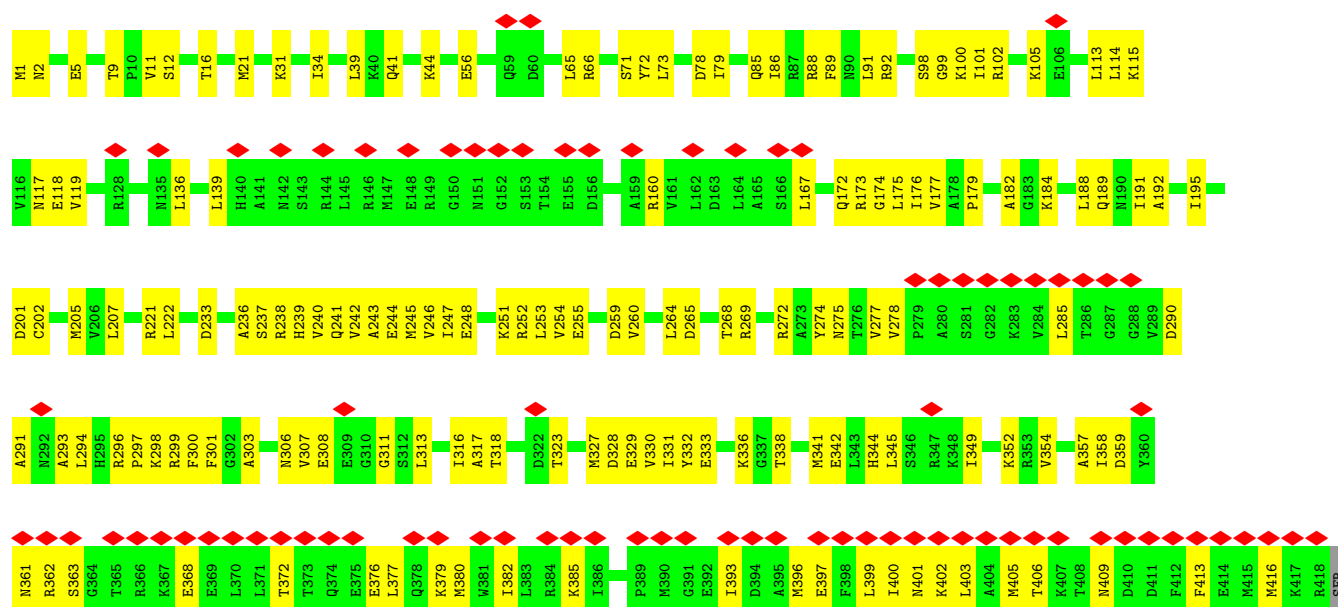 M1 N2 E5 T9 P10 V11 S12 T16 M21 K31 I34 L39 K40 Q41 K44 E56 Q59 D60 L65 R66 S71 Y72 L73 D78 I79 Q85 I86 R87 R88 F89 N90 L91 R92 S98 G99 K100 I101 R102 K105 E106 L113 L114 K115
V116 N117 E118 V119 R128 N135 L136 L139 H140 A141 N142 S143 R144 L145 R146 M147 E148 R149 G150 N151 G152 S153 T154 E155 D156 A159 R160 V161 L162 D163 L164 A165 S166 L167 Q172 R173 G174 L175 I176 V177 A178 P179 A182 G183 K184 L188 Q189 N190 I191 A192 I195
D201 C202 M205 V206 L207 R221 L222 D233 A236 S237 R238 H239 V240 Q241 V242 A243 E244 M245 V246 I247 E248 K251 R252 L253 V254 E255 D259 V260 L264 D265 T268 R269 R272 A273 Y274 N275 T276 V277 V278 P279 A280 S281 G282 K283 V284 L285 T286 G287 G288 V289 D290
A291 N292 A293 L294 H295 R296 P297 K298 R299 F300 F301 G302 A303 N306 V307 E308 E309 G310 G311 S312 L313 I316 A317 T318 D322 T323 M327 D328 E329 V330 I331 Y332 E333 K336 G337 T338 M341 E342 L343 H344 L345 S346 R347 K348 I349 K352 R353 V354 A357 I358 D359 Y360
N361 R362 S363 G364 T365 R366 K367 E368 E369 L370 L371 T372 T373 Q374 E375 E376 L377 Q378 K379 M380 W381 I382 L383 R384 K385 I386 P389 M390 G391 E392 I393 D394 A395 M396 E397 F398 L399 I400 N401 K402 L403 A404 M405 T406 K407 T408 N409 D410 D411 F412 F413 E414 M415 M416 K417 R418